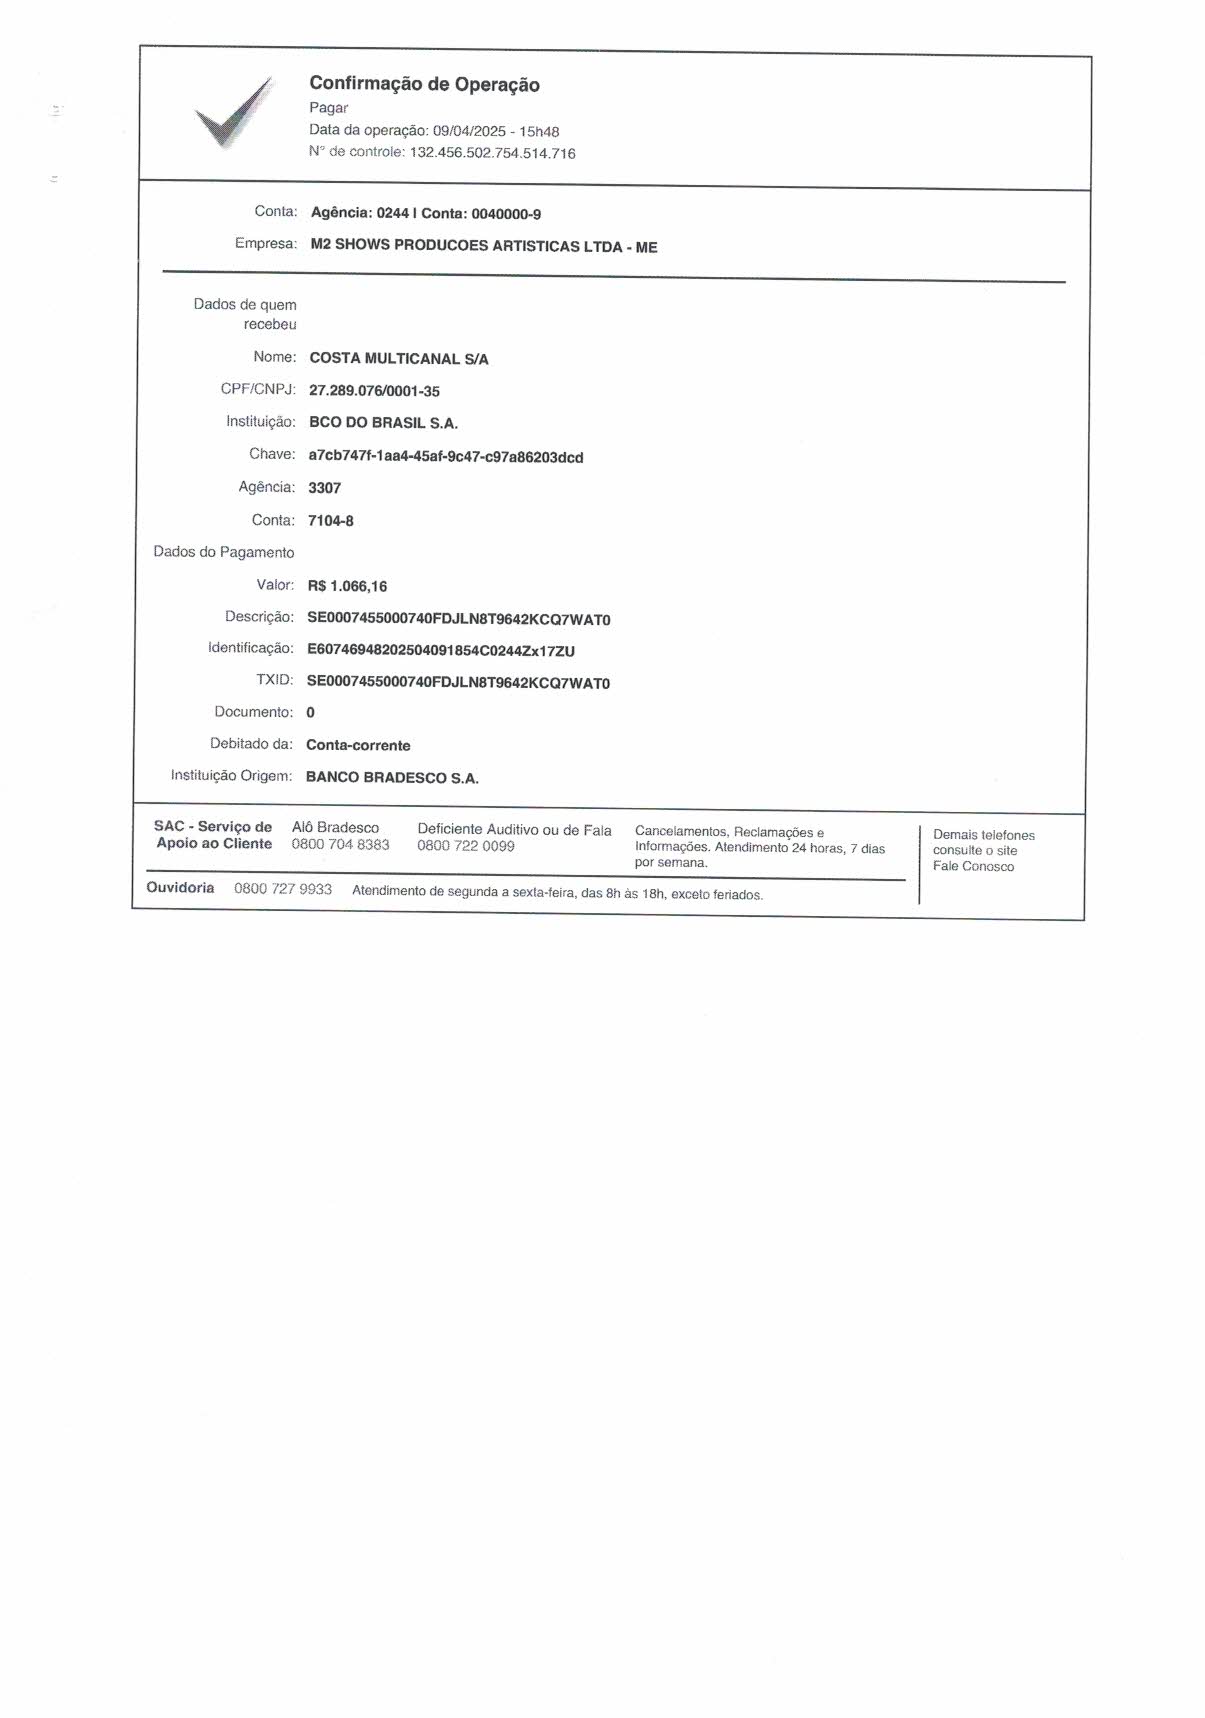 Confirmação de Operação
Pagar
Data da operação: 09/04/2025 - 15h48
N° de controle: 132.456.502.754.514.716
Conta: Agência: 0244 | Conta: 0040000-9
Empresa: M2 SHOWS PRODUCOES ARTISTICAS LTDA - ME
Dados de quem
recebeu
Nome: COSTA MULTICANAL S/A
CPF/CNPJ: 27.289.076/0001-35
Instituição: BCO DO BRASIL S.A.
Chave: a7cb747f-1aa4-45af-9c47-c97a86203dcd
Agência: 3307
Conta: 7104-8
Dados do Pagamento
Valor: R$ 1.066,16
Descrição: SE0007455000740FDJLN8T9642KCQ7WAT0
Identificação: E60746948202504091854C0244Zx17ZU
TXID: SE0007455000740FDJLN8T9642KCQ7WAT0
Documento: 0
Debitado da: Conta-corrente
Instituição Origem: BANCO BRADESCO S.A.
SAC - Serviço de
Apoio ao Cliente
Alô Bradesco
0800 704 8383
Deficiente Auditivo ou de Fala
0800 722 0099
Cancelamentos, Reclamações e
Informações. Atendimento 24 horas, 7 dias
por semana.
Demais telefones
consulte o site
Fale Conosco
Ouvidoria 0800 727 9933 Atendimento de segunda a sexta-feira, das 8h às 18h, exceto feriados.